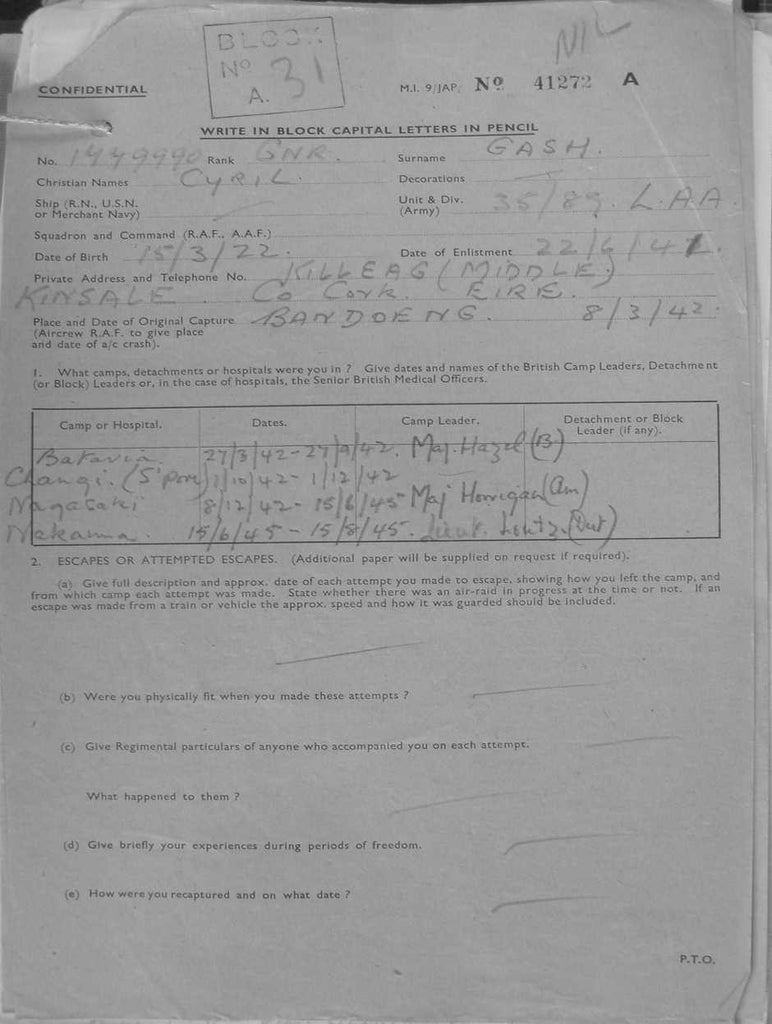 BLOCK
Nº 31
A.
NIL
CONFIDENTIAL
M.I. 9/JAP. Nº 41272 A
WRITE IN BLOCK CAPITAL LETTERS IN PENCIL
No. 1449990 Rank GNR. Surname GASH.
Christian Names CYRIL. Decorations
Ship (R.N., U.S.N. or Merchant Navy)
Unit & Div. (Army) 35/89. L.A.A.
Squadron and Command (R.A.F., A.A.F.)
Date of Birth 15/3/22. Date of Enlistment 22/6/41.
Private Address and Telephone No. KILLEAG (MIDDLE)
KINSALE Co Cork. EIRE.
Place and Date of Original Capture BANDOENG. 8/3/42.
(Aircrew R.A.F. to give place
and date of a/c crash).
1. What camps, detachments or hospitals were you in ? Give dates and names of the British Camp Leaders, Detachment
(or Block) Leaders or, in the case of hospitals, the Senior British Medical Officers.
Camp or Hospital. Dates. Camp Leader. Detachment or Block Leader (if any).
Batavia. 27/3/42 - 27/9/42. Maj. Hazel (B)
Changi. (S'pore) 1/10/42 - 1/12/42
Nagasaki 8/12/42 - 15/6/45 Maj Horrigan (Am)
Nakama. 15/6/45 - 15/8/45. Lieut. (Dut)
2. ESCAPES OR ATTEMPTED ESCAPES. (Additional paper will be supplied on request if required).
(a) Give full description and approx. date of each attempt you made to escape, showing how you left the camp, and
from which camp each attempt was made. State whether there was an air-raid in progress at the time or not. If an
escape was made from a train or vehicle the approx. speed and how it was guarded should be included.
(b) Were you physically fit when you made these attempts ?
(c) Give Regimental particulars of anyone who accompanied you on each attempt.
What happened to them ?
(d) Give briefly your experiences during periods of freedom.
(e) How were you recaptured and on what date ?
P.T.O.